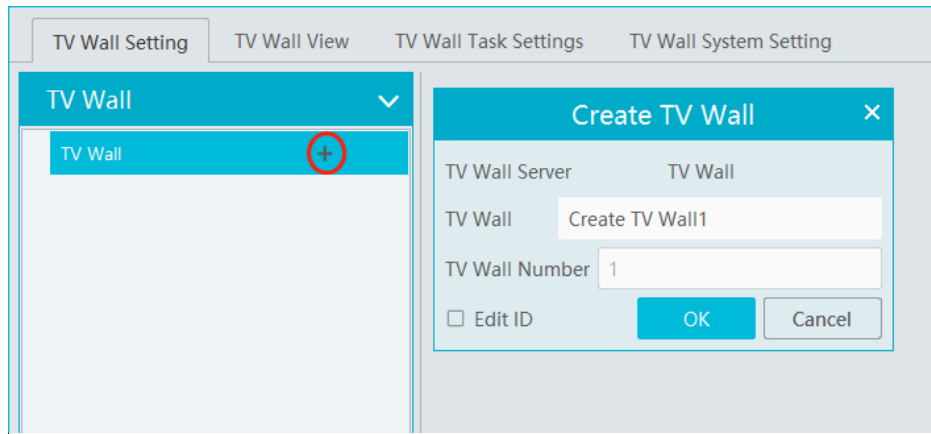 TV Wall Setting TV Wall View TV Wall Task Settings TV Wall System Setting
TV Wall
TV Wall +
Create TV Wall ×
TV Wall Server TV Wall
TV Wall Create TV Wall1
TV Wall Number 1
Edit ID OK Cancel